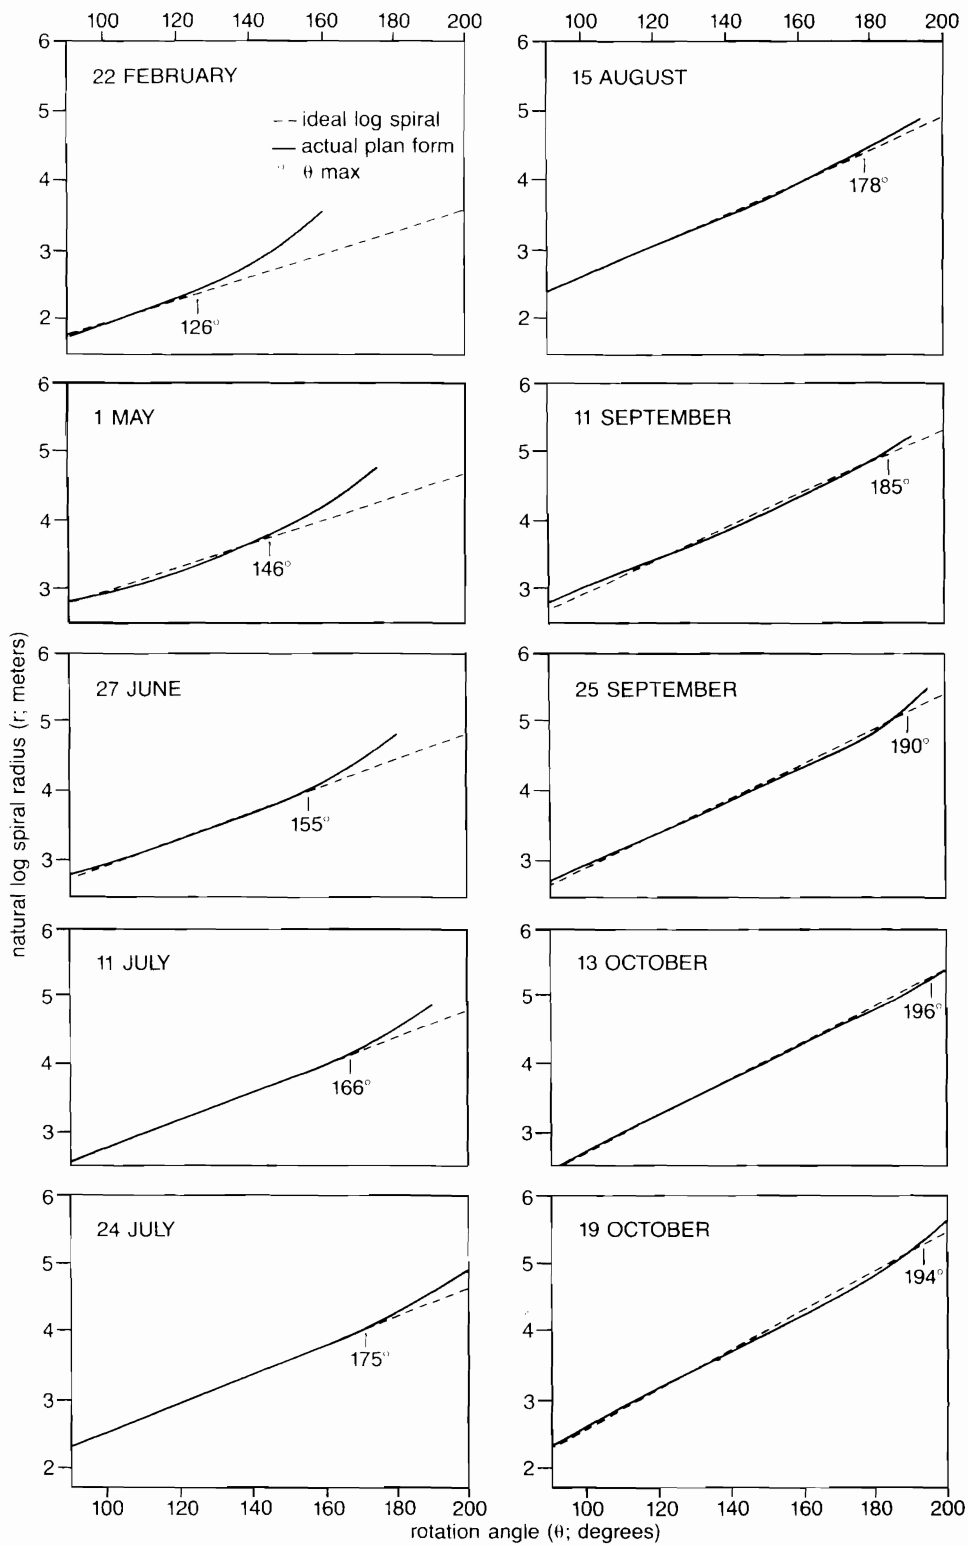 100 120 140 160 180 200
100 120 140 160 180 200
6
5
4
3
2
22 FEBRUARY
-- ideal log spiral
— actual plan form
° θ max
126°
6
5
4
3
2
15 AUGUST
178°
6
5
4
3
1 MAY
146°
6
5
4
3
11 SEPTEMBER
185°
6
5
4
3
27 JUNE
155°
6
5
4
3
25 SEPTEMBER
190°
6
5
4
3
11 JULY
166°
6
5
4
3
13 OCTOBER
196°
6
5
4
3
2
24 JULY
175°
6
5
4
3
2
19 OCTOBER
194°
natural log spiral radius (r; meters)
100 120 140 160 180 200
100 120 140 160 180 200
rotation angle (θ; degrees)